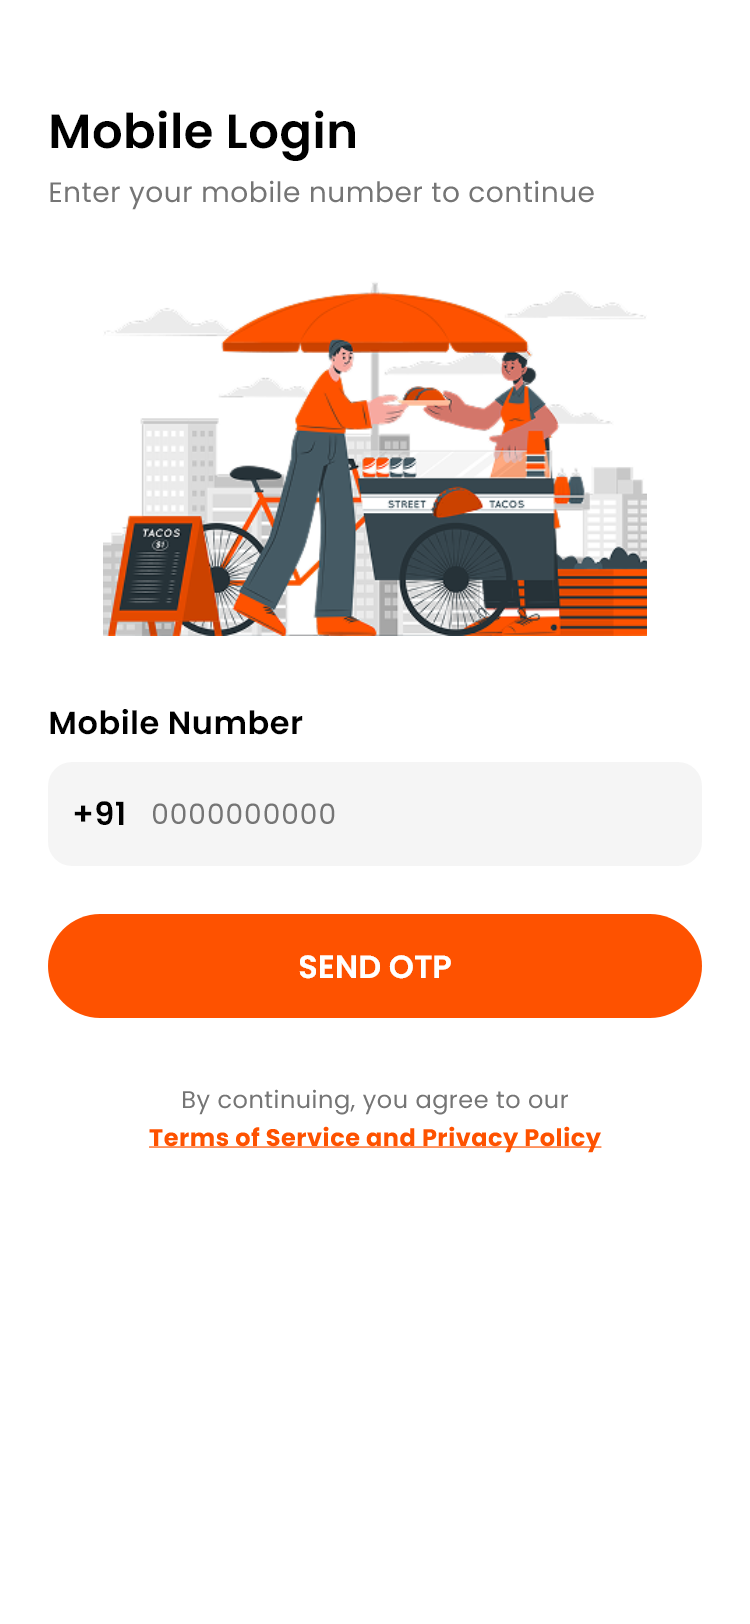 Mobile Login
Enter your mobile number to continue
STREET TACOS
TACOS
$1
Mobile Number
+91 0000000000
SEND OTP
By continuing, you agree to our
Terms of Service and Privacy Policy